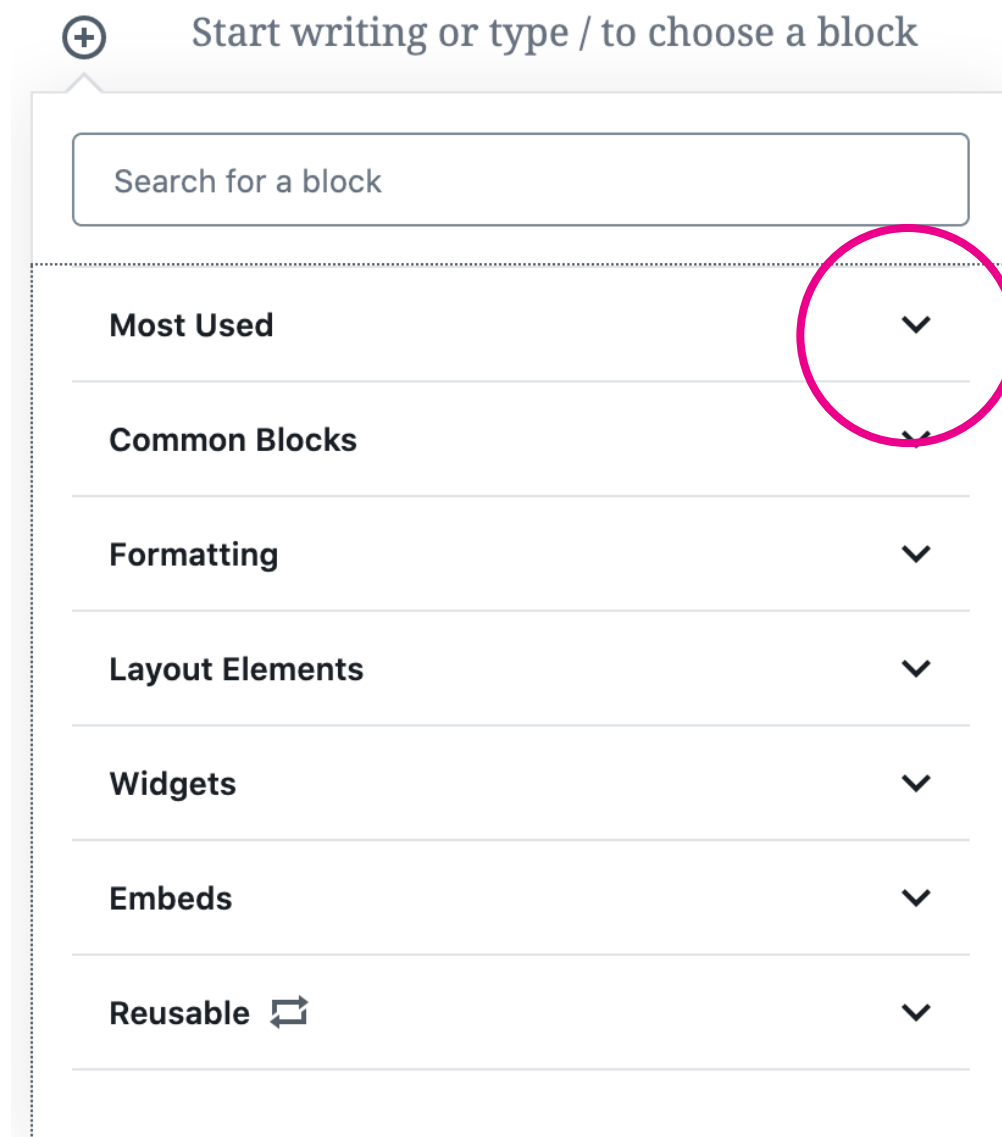 Start writing or type / to choose a block
Search for a block
Most Used
Common Blocks
Formatting
Layout Elements
Widgets
Embeds
Reusable